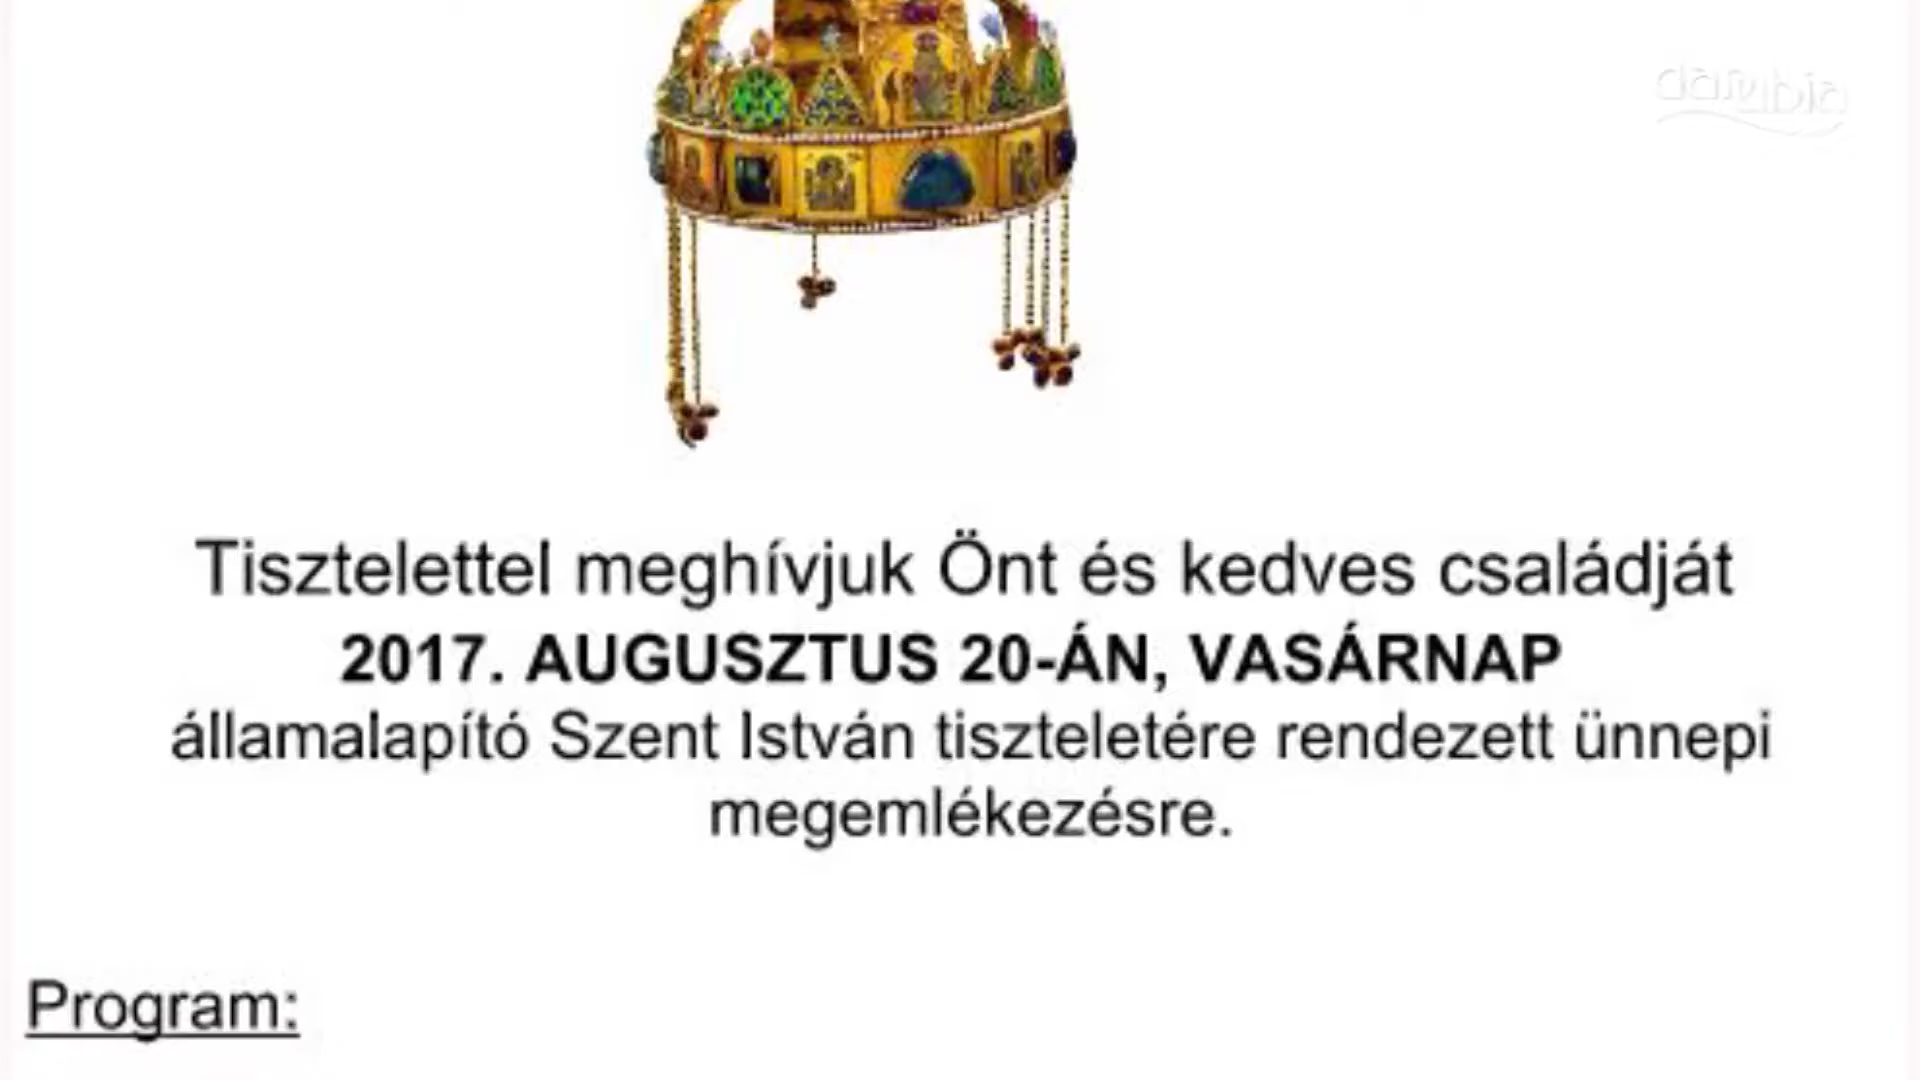 danubia
Tisztelettel meghívjuk Önt és kedves családját
2017. AUGUSZTUS 20-ÁN, VASÁRNAP
államalapító Szent István tiszteletére rendezett ünnepi
megemlékezésre.
Program: